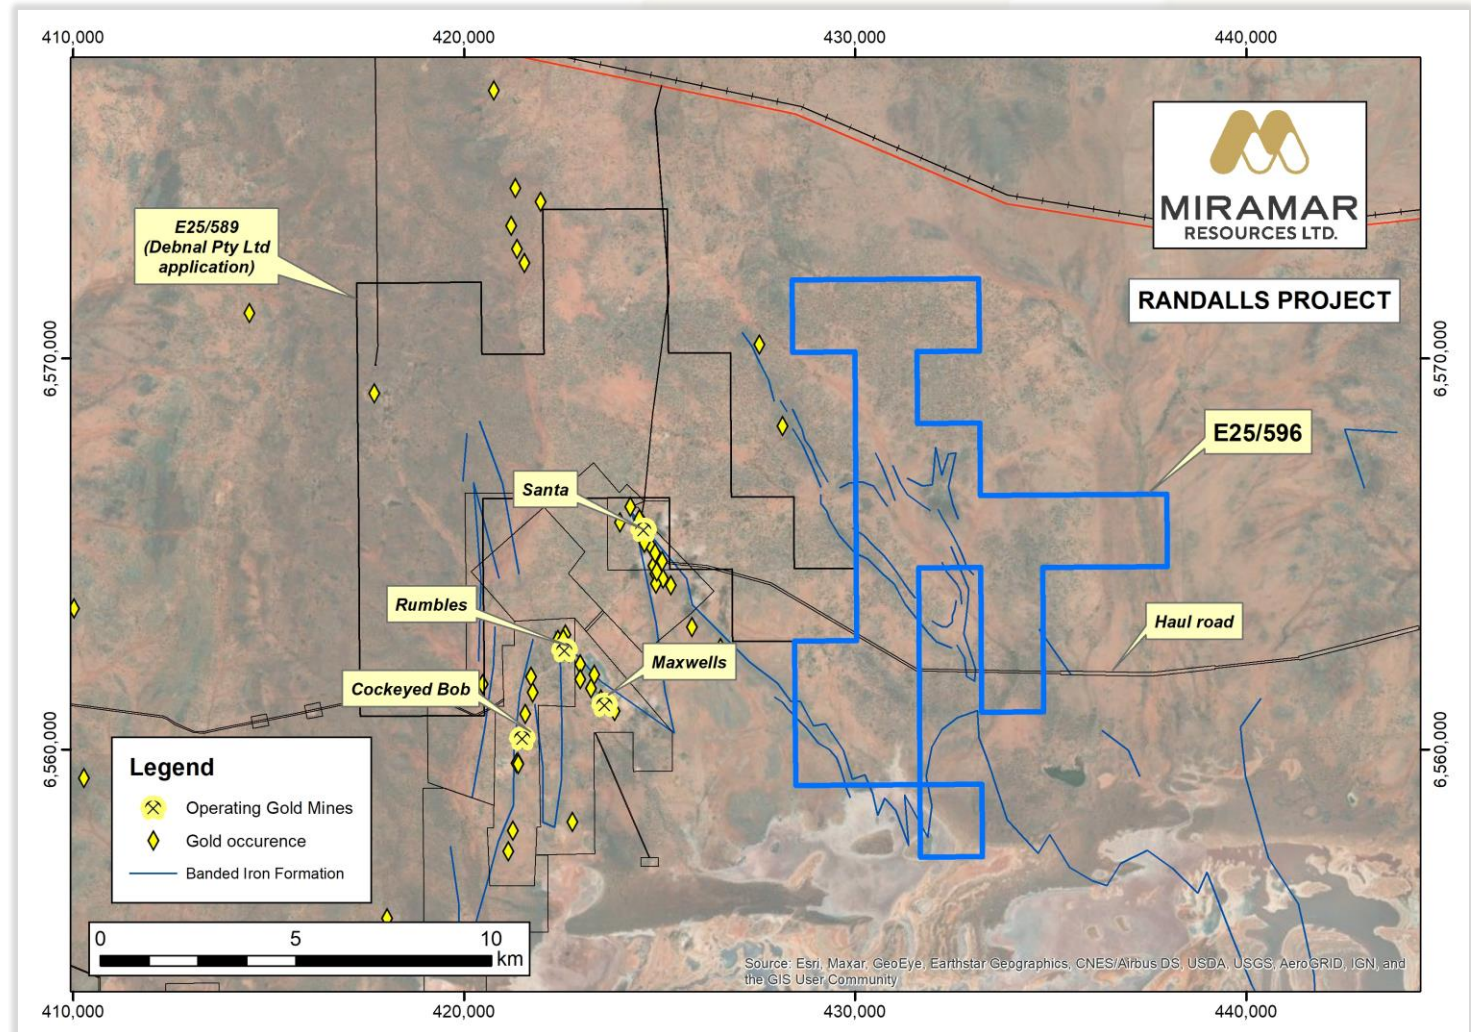 410,000
420,000
430,000
440,000
MIRAMAR
RESOURCES LTD.
RANDALLS PROJECT
E25/589
(Debnal Pty Ltd
application)
6,570,000
6,570,000
E25/596
Santa
Rumbles
Haul road
Maxwells
Cockeyed Bob
6,560,000
6,560,000
Legend
Operating Gold Mines
Gold occurence
Banded Iron Formation
0
5
10
km
Source: Esri, Maxar, GeoEye, Earthstar Geographics, CNES/Airbus DS, USDA, USGS, AeroGRID, IGN, and
the GIS User Community
410,000
420,000
430,000
440,000